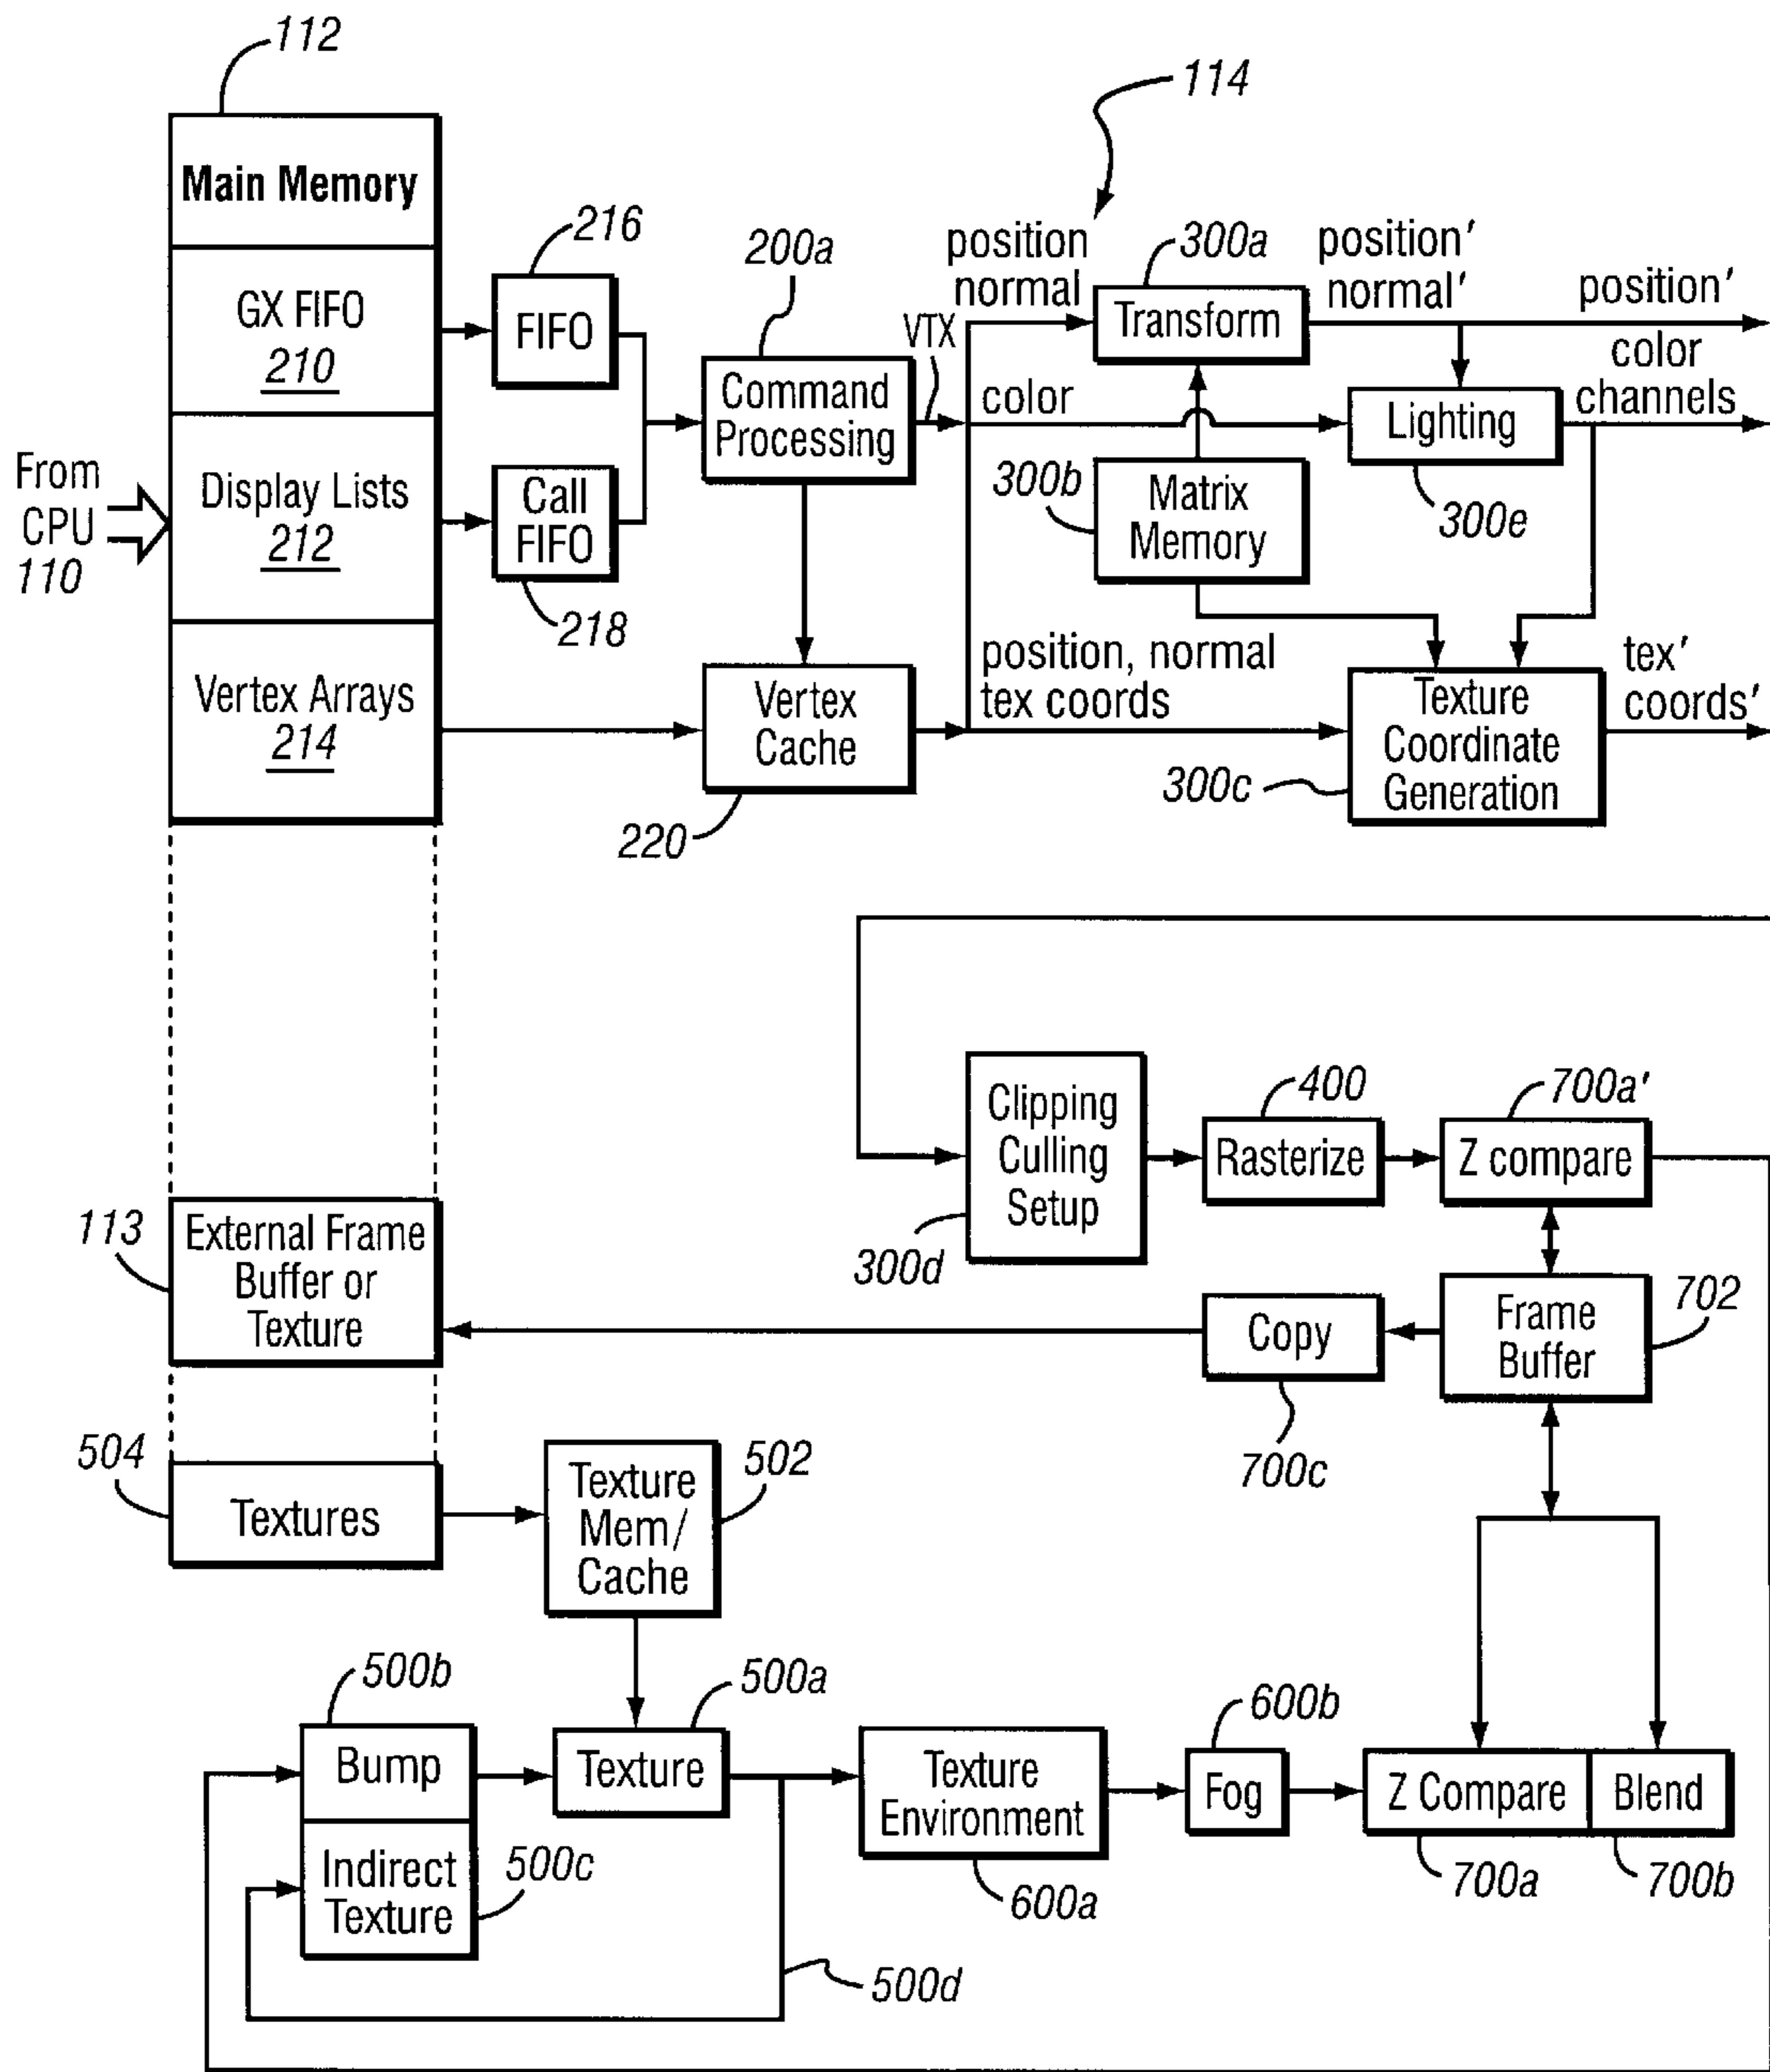 112
114
Main Memory
216
200a
position
normal
300a
position′
normal′
position′
GX FIFO
210
FIFO
VTX
Transform
color
channels
Command
Processing
color
Lighting
From
CPU
110
Display Lists
212
Call
FIFO
300b
Matrix
Memory
300e
218
position, normal
tex coords
tex′
coords′
Vertex Arrays
214
Vertex
Cache
Texture
Coordinate
Generation
300c
220
400
700a'
Clipping
Culling
Setup
Rasterize
Z compare
113
External Frame
Buffer or
Texture
300d
Copy
Frame
Buffer
702
700c
504
Textures
Texture
Mem/
Cache
502
500b
500a
600b
Bump
Texture
Texture
Environment
Fog
Z Compare
Blend
Indirect
Texture
500c
600a
700a
700b
500d